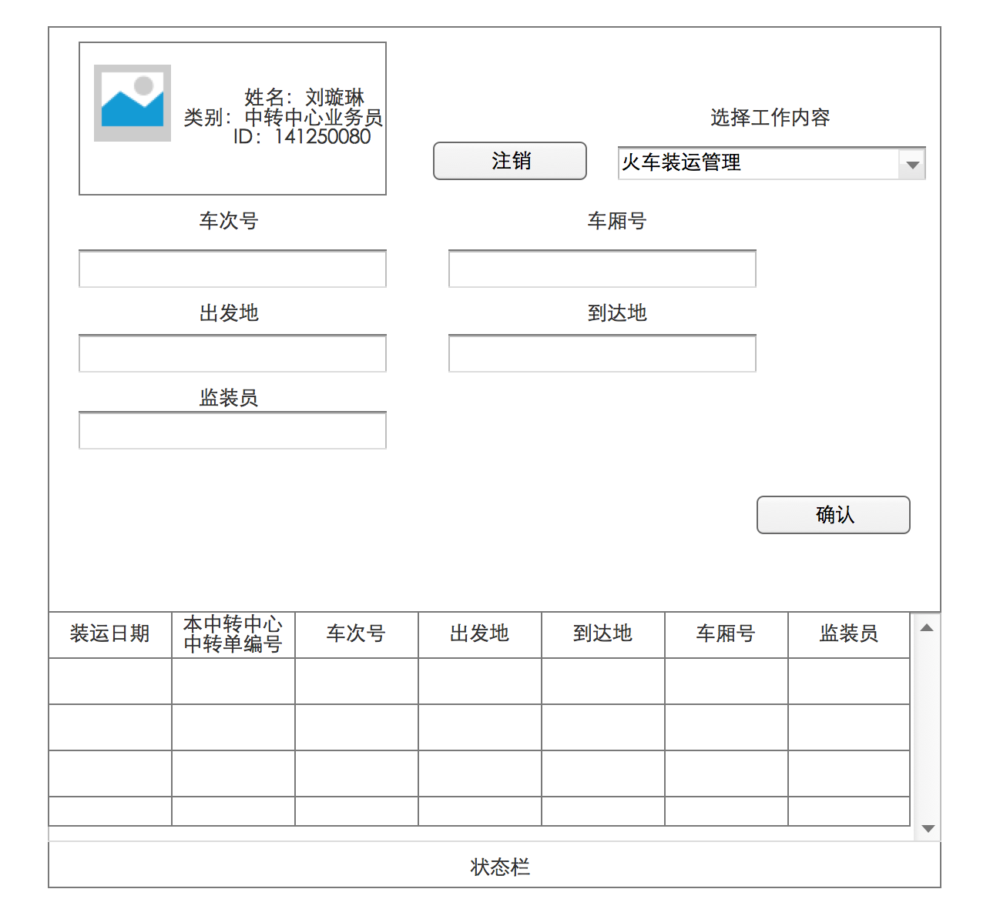 姓名：刘璇琳
类别：中转中心业务员
ID：141250080
选择工作内容
注销
火车装运管理
车次号
车厢号
出发地
到达地
监装员
确认
装运日期
本中转中心
中转单编号
车次号
出发地
到达地
车厢号
监装员
状态栏